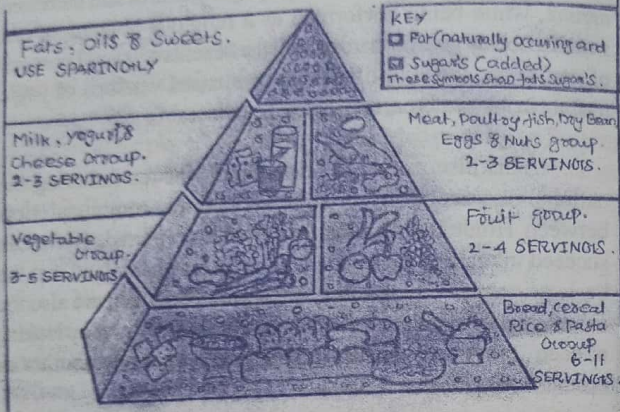 Fats, Oils & Sweets.
USE SPARINGLY
KEY
Fat (naturally occuring and
Sugars (added)
These symbols shao fats sugar's.
Milk, yogurt &
Cheese Group.
2-3 SERVINGS.
Meat, Poultry, fish, Dry Bean,
Eggs & Nuts group.
2-3 SERVINGS.
Vegetable
Group.
3-5 SERVINGS
Fruit group.
2-4 SERVINGS.
Bread, cereal
Rice & Pasta
Group
6-11
SERVINGS.